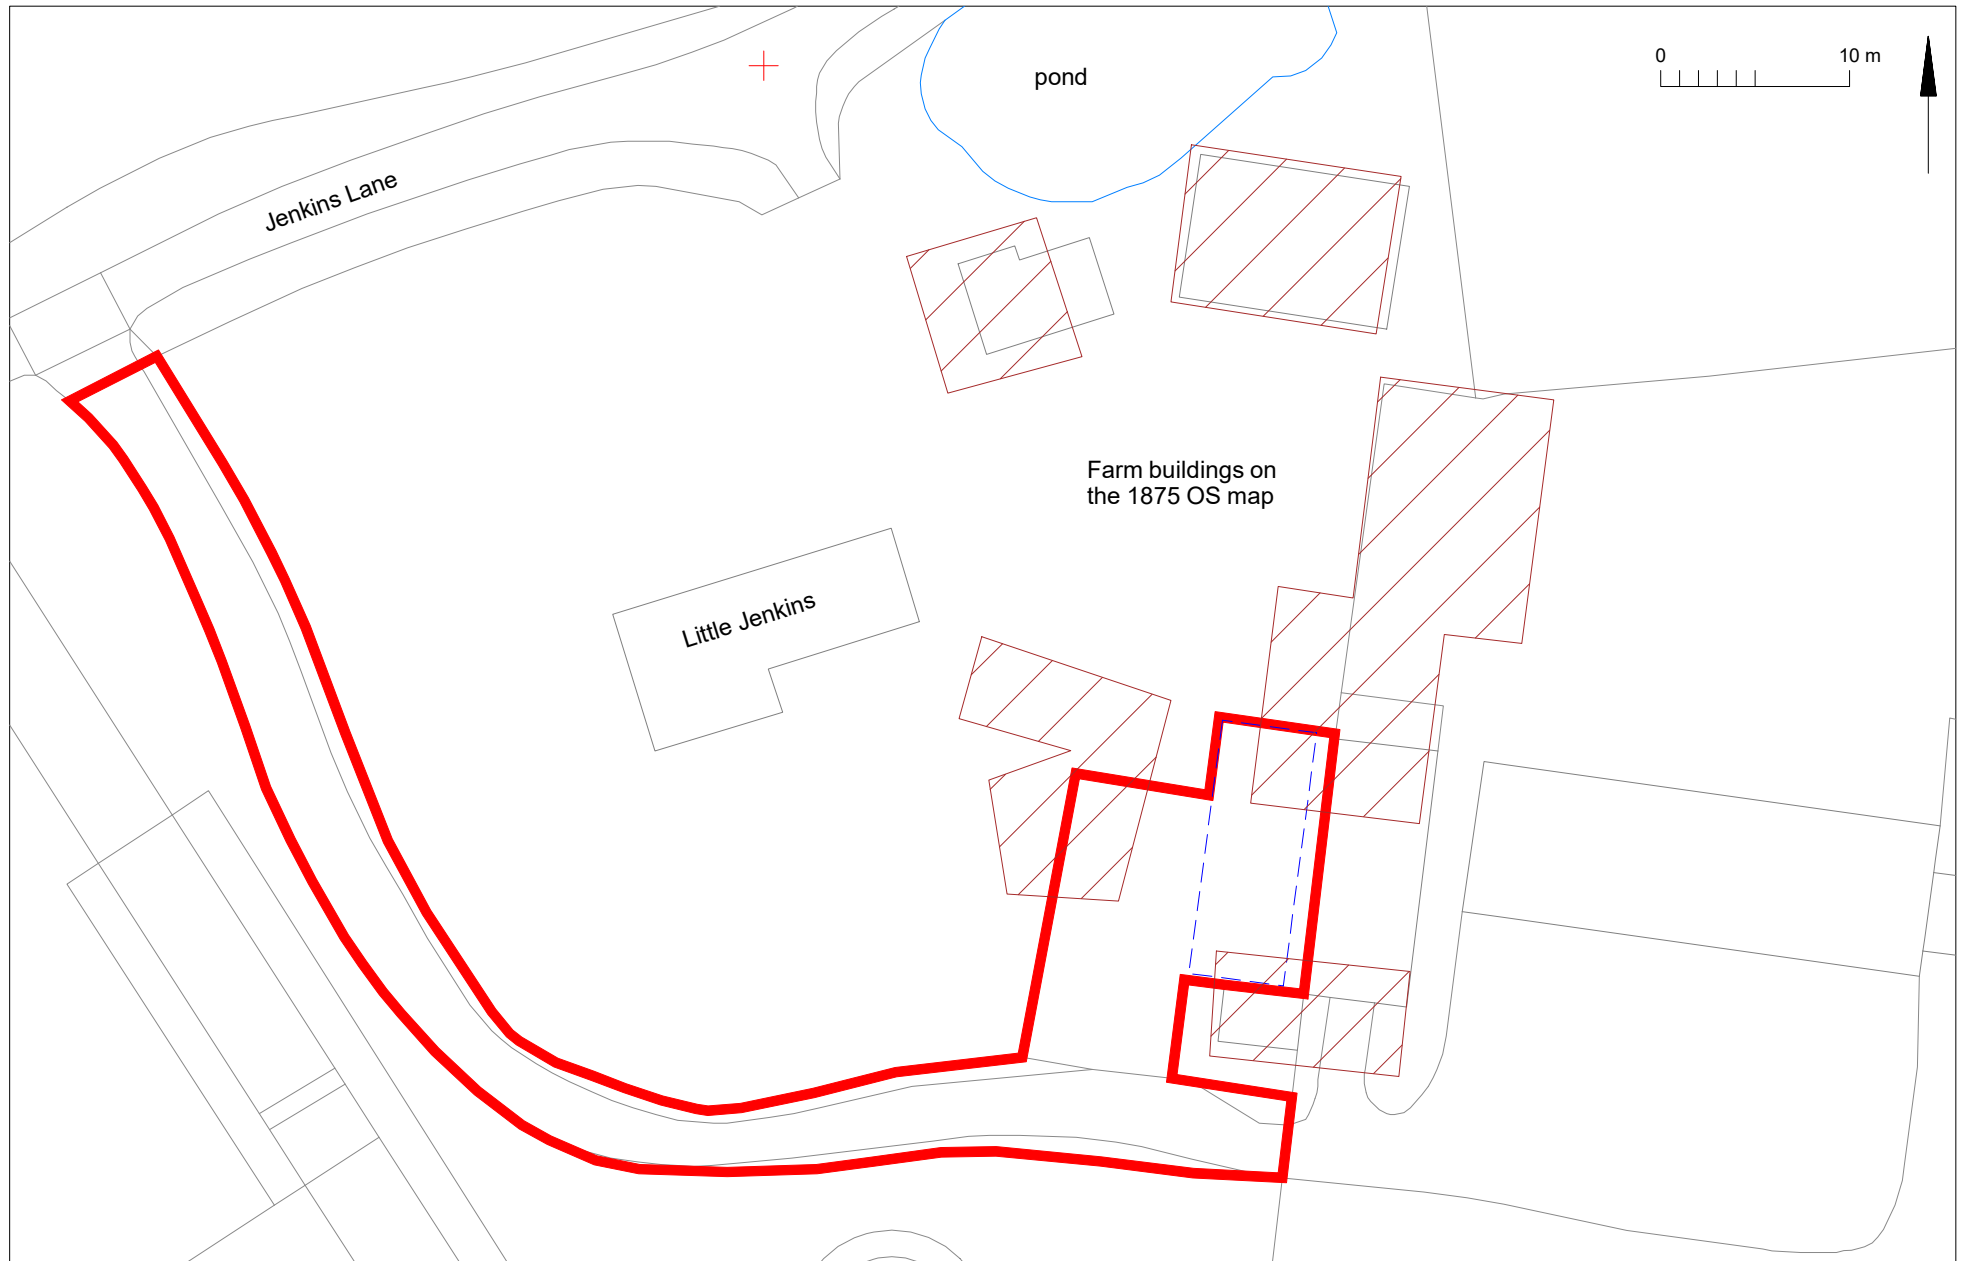 0 10 m
pond
Jenkins Lane
Farm buildings on
the 1875 OS map
Little Jenkins